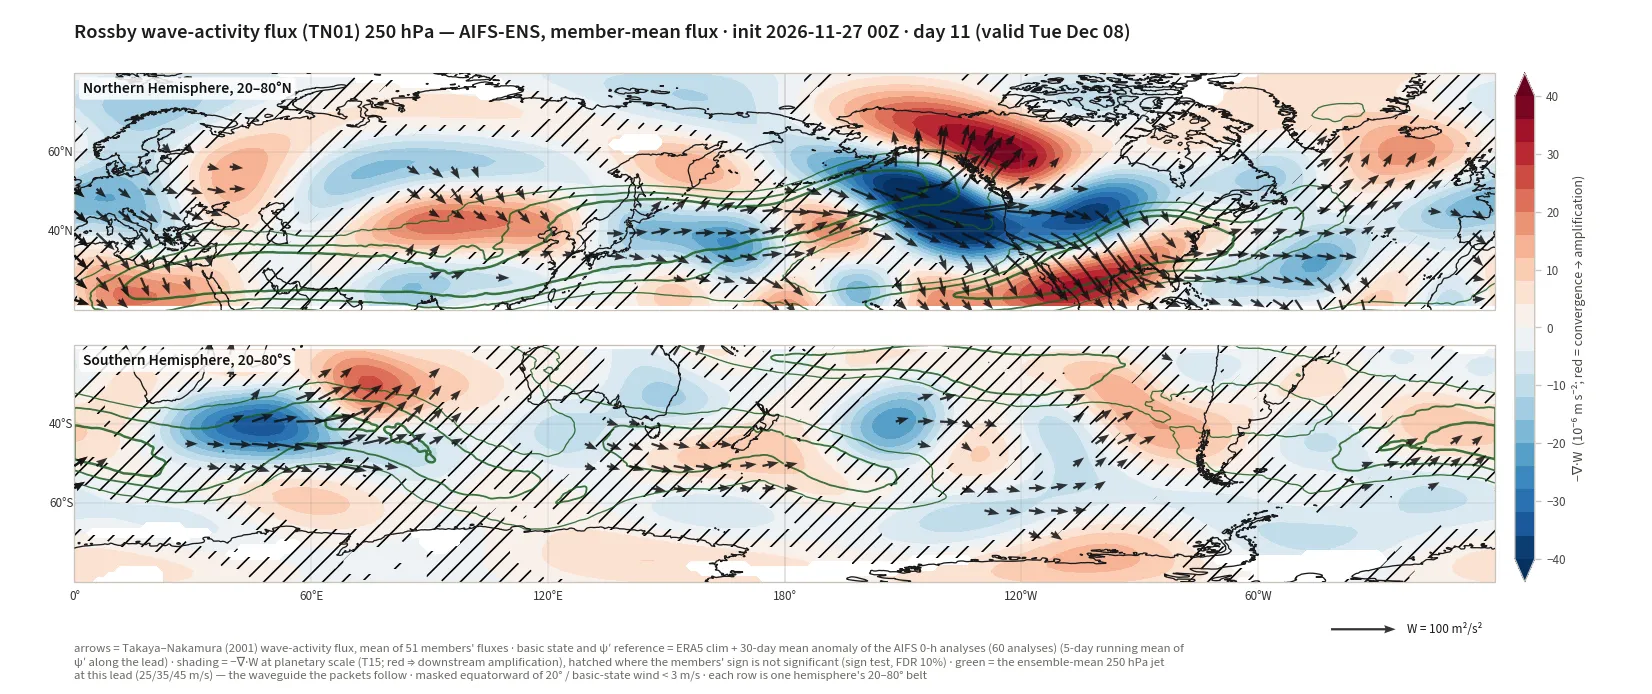 Rossby wave-activity flux (TN01) 250 hPa — AIFS-ENS, member-mean flux · init 2026-11-27 00Z · day 11 (valid Tue Dec 08)
Northern Hemisphere, 20–80°N
60°N
40°N
Southern Hemisphere, 20–80°S
40°S
60°S
0°
60°E
120°E
180°
120°W
60°W
40
30
20
10
0
−10
−20
−30
−40
−∇·W (10⁻⁶ m s⁻²; red = convergence → amplification)
W = 100 m²/s²
arrows = Takaya–Nakamura (2001) wave-activity flux, mean of 51 members' fluxes · basic state and ψ′ reference = ERA5 clim + 30-day mean anomaly of the AIFS 0-h analyses (60 analyses) (5-day running mean of
ψ′ along the lead) · shading = −∇·W at planetary scale (T15; red ⇒ downstream amplification), hatched where the members' sign is not significant (sign test, FDR 10%) · green = the ensemble-mean 250 hPa jet
at this lead (25/35/45 m/s) — the waveguide the packets follow · masked equatorward of 20° / basic-state wind < 3 m/s · each row is one hemisphere's 20–80° belt